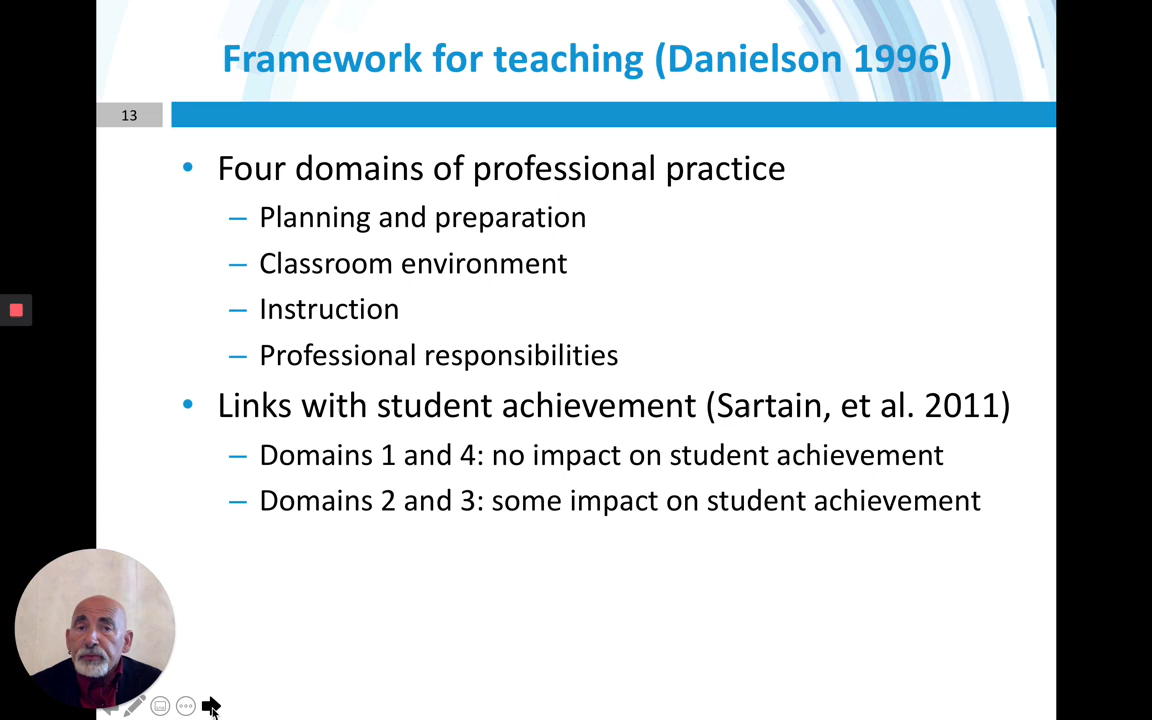 Framework for teaching (Danielson 1996)
13
• Four domains of professional practice
– Planning and preparation
– Classroom environment
– Instruction
– Professional responsibilities
• Links with student achievement (Sartain, et al. 2011)
– Domains 1 and 4: no impact on student achievement
– Domains 2 and 3: some impact on student achievement